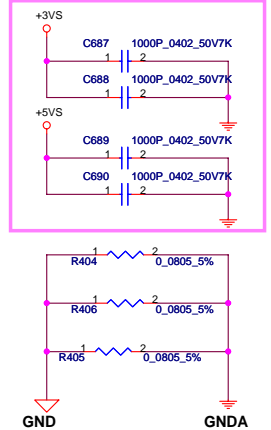 +3VS
C687 1000P_0402_50V7K
1 2
C688 1000P_0402_50V7K
1 2
+5VS
C689 1000P_0402_50V7K
1 2
C690 1000P_0402_50V7K
1 2
1 2
R404 0_0805_5%
1 2
R406 0_0805_5%
1 2
R405 0_0805_5%
GND GNDA